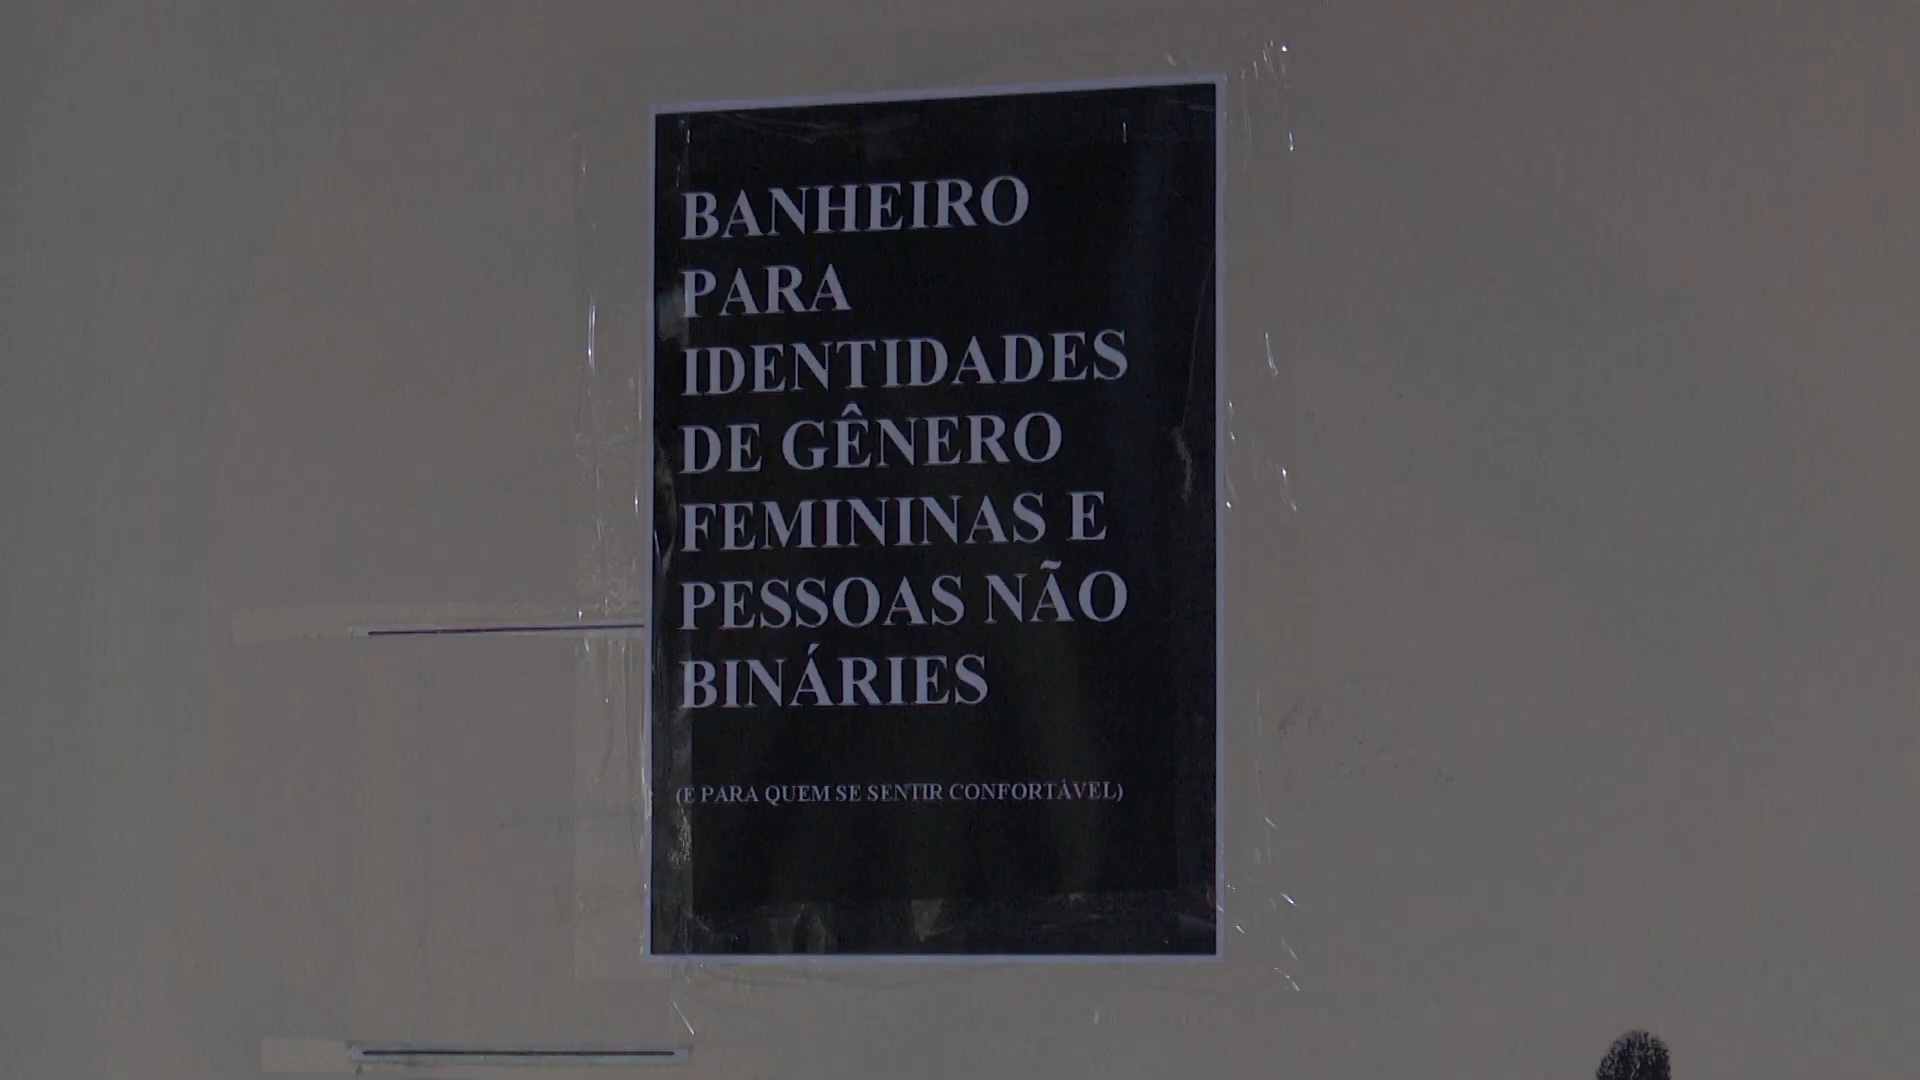 BANHEIRO
PARA
IDENTIDADES
DE GÊNERO
FEMININAS E
PESSOAS NÃO
BINÁRIES
(E PARA QUEM SE SENTIR CONFORTÁVEL)